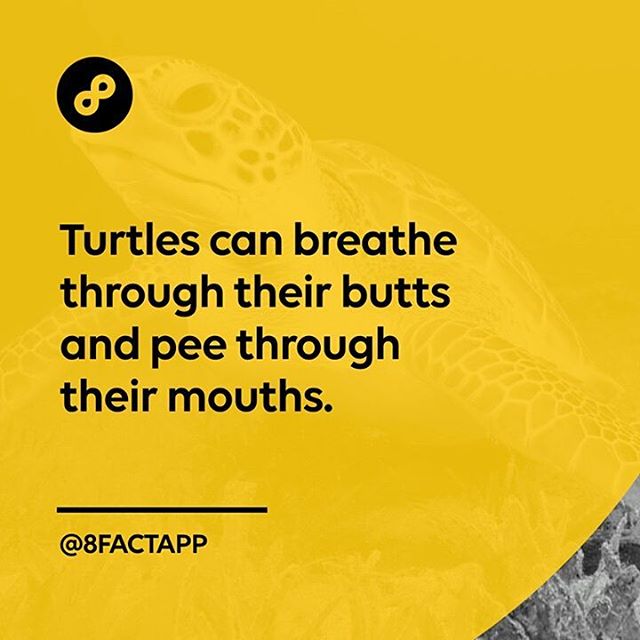 Turtles can breathe
through their butts
and pee through
their mouths.
@8FACTAPP